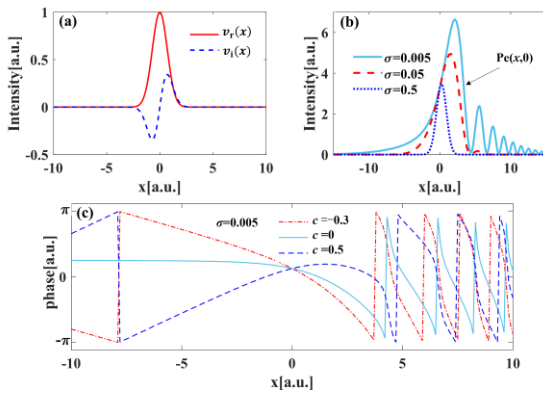 (a)
v_r(x)
v_i(x)
Intensity[a.u.]
1
0.5
0
-0.5
-10
-5
0
5
10
x[a.u.]
(b)
σ=0.005
σ=0.05
σ=0.5
Pe(x,0)
Intensity[a.u.]
6
4
2
0
-10
0
10
x[a.u.]
(c)
σ=0.005
c=-0.3
c=0
c=0.5
phase[a.u.]
π
0
-π
-10
-5
0
5
10
x[a.u.]